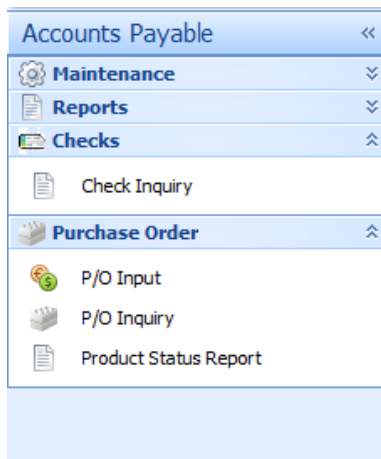 Accounts Payable
Maintenance
Reports
Checks
Check Inquiry
Purchase Order
P/O Input
P/O Inquiry
Product Status Report